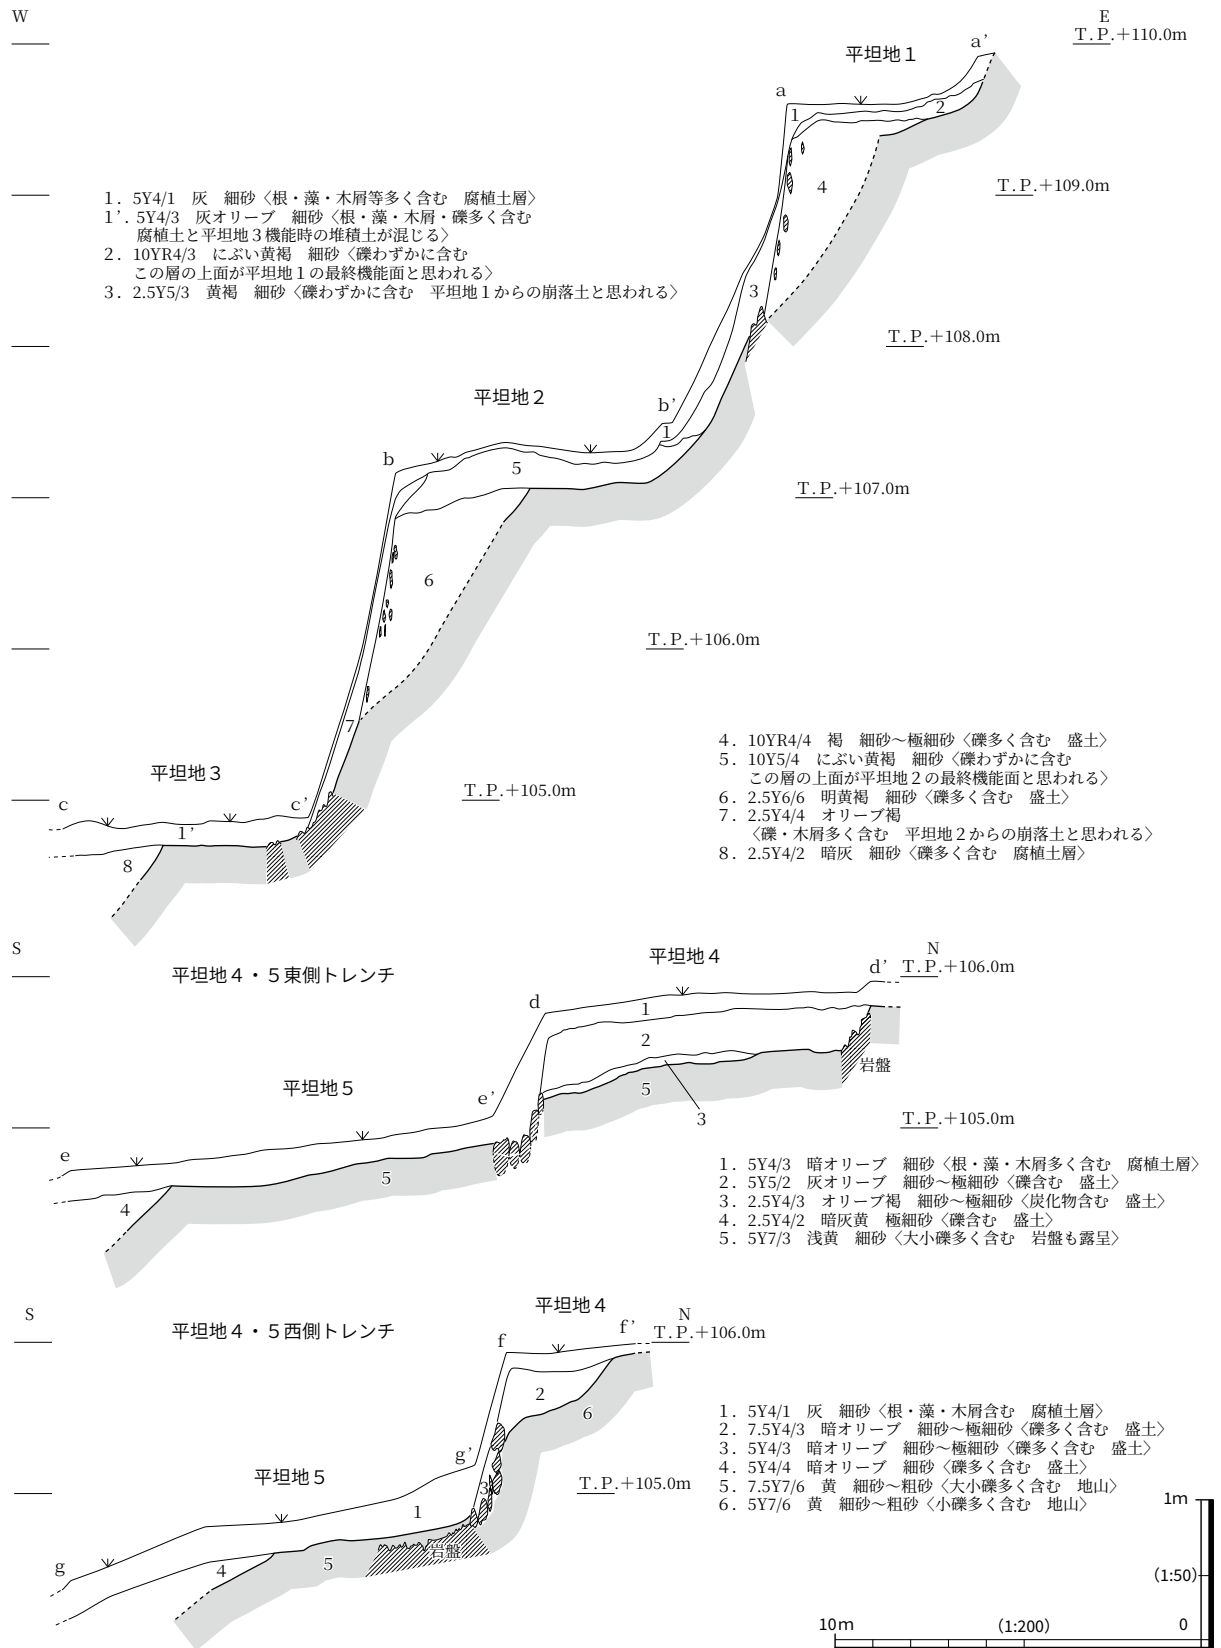 W
E
T.P.+110.0m
平坦地1
a'
a
1
2
4
T.P.+109.0m
1. 5Y4/1 灰 細砂〈根・藻・木屑等多く含む 腐植土層〉
1'. 5Y4/3 灰オリーブ 細砂〈根・藻・木屑・礫多く含む
腐植土と平坦地3機能時の堆積土が混じる〉
2. 10YR4/3 にぶい黄褐 細砂〈礫わずかに含む
この層の上面が平坦地1の最終機能面と思われる〉
3. 2.5Y5/3 黄褐 細砂〈礫わずかに含む 平坦地1からの崩落土と思われる〉
3
T.P.+108.0m
平坦地2
b'
1
b
5
T.P.+107.0m
6
T.P.+106.0m
7
4. 10YR4/4 褐 細砂～極細砂〈礫多く含む 盛土〉
5. 10Y5/4 にぶい黄褐 細砂〈礫わずかに含む
この層の上面が平坦地2の最終機能面と思われる〉
6. 2.5Y6/6 明黄褐 細砂〈礫多く含む 盛土〉
7. 2.5Y4/4 オリーブ褐
〈礫・木屑多く含む 平坦地2からの崩落土と思われる〉
8. 2.5Y4/2 暗灰 細砂〈礫多く含む 腐植土層〉
平坦地3
T.P.+105.0m
c
c'
1'
8
S
N
平坦地4・5東側トレンチ
平坦地4
d'
T.P.+106.0m
d
1
2
岩盤
平坦地5
e'
5
3
T.P.+105.0m
e
5
4
1. 5Y4/3 暗オリーブ 細砂〈根・藻・木屑多く含む 腐植土層〉
2. 5Y5/2 灰オリーブ 細砂～極細砂〈礫含む 盛土〉
3. 2.5Y4/3 オリーブ褐 細砂～極細砂〈炭化物含む 盛土〉
4. 2.5Y4/2 暗灰黄 極細砂〈礫含む 盛土〉
5. 5Y7/3 浅黄 細砂〈大小礫多く含む 岩盤も露呈〉
S
N
平坦地4・5西側トレンチ
平坦地4
f'
T.P.+106.0m
f
2
6
g'
平坦地5
3
T.P.+105.0m
1
岩盤
g
4
5
1. 5Y4/1 灰 細砂〈根・藻・木屑含む 腐植土層〉
2. 7.5Y4/3 暗オリーブ 細砂～極細砂〈礫多く含む 盛土〉
3. 5Y4/3 暗オリーブ 細砂～極細砂〈礫多く含む 盛土〉
4. 5Y4/4 暗オリーブ 細砂〈礫多く含む 盛土〉
5. 7.5Y7/6 黄 細砂～粗砂〈大小礫多く含む 地山〉
6. 5Y7/6 黄 細砂～粗砂〈小礫多く含む 地山〉
1m
(1:50)
10m
(1:200)
0